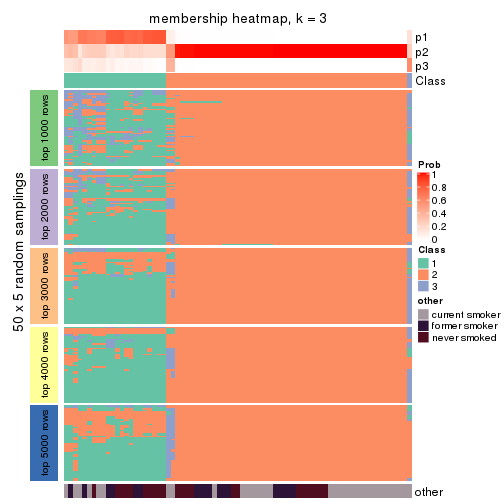 membership heatmap, k = 3
p1
p2
p3
Class
50 x 5 random samplings
top 1000 rows
top 2000 rows
top 3000 rows
top 4000 rows
top 5000 rows
Prob
1
0.8
0.6
0.4
0.2
0
Class
1
2
3
other
current smoker
former smoker
never smoked
other